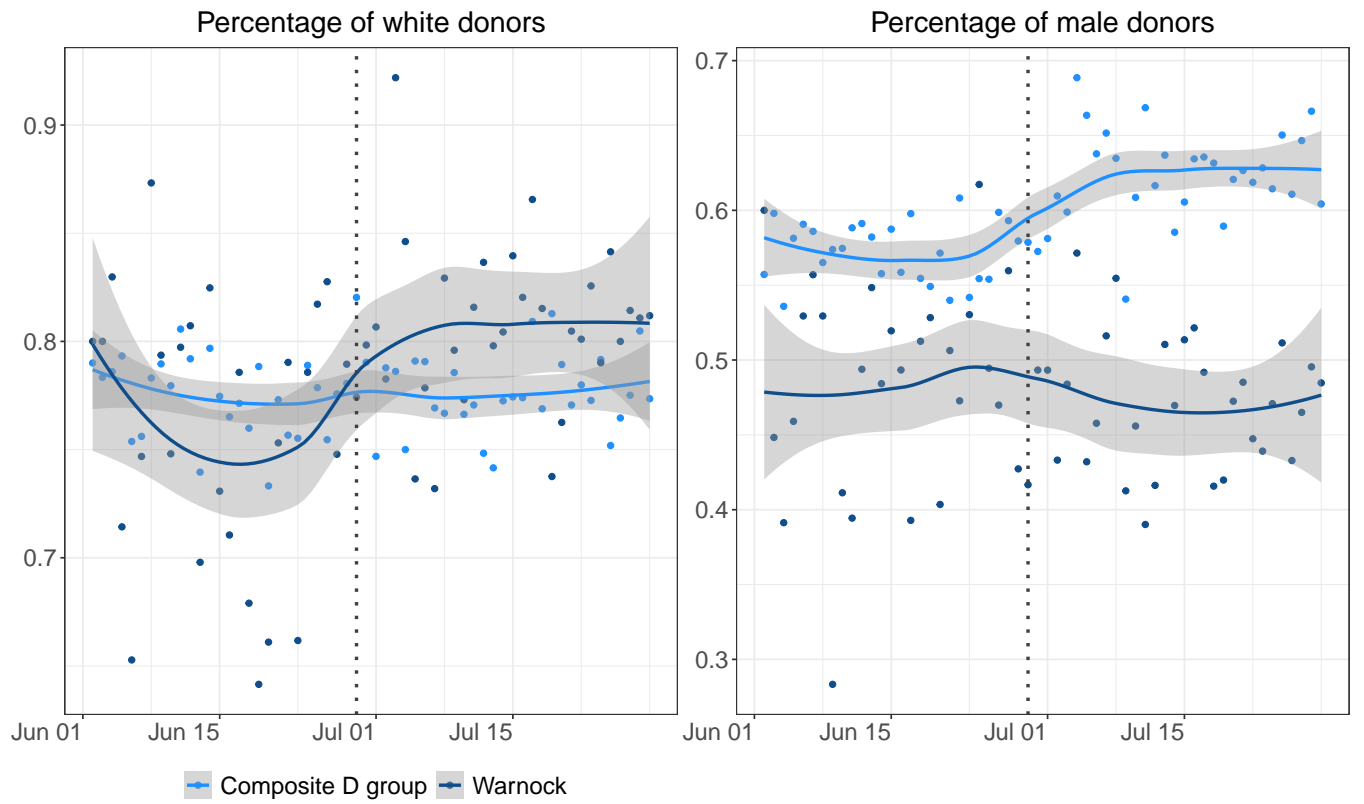 Percentage of white donors
Percentage of male donors
0.9
0.8
0.7
0.7
0.6
0.5
0.4
0.3
Jun 01 Jun 15 Jul 01 Jul 15
Jun 01 Jun 15 Jul 01 Jul 15
Composite D group Warnock